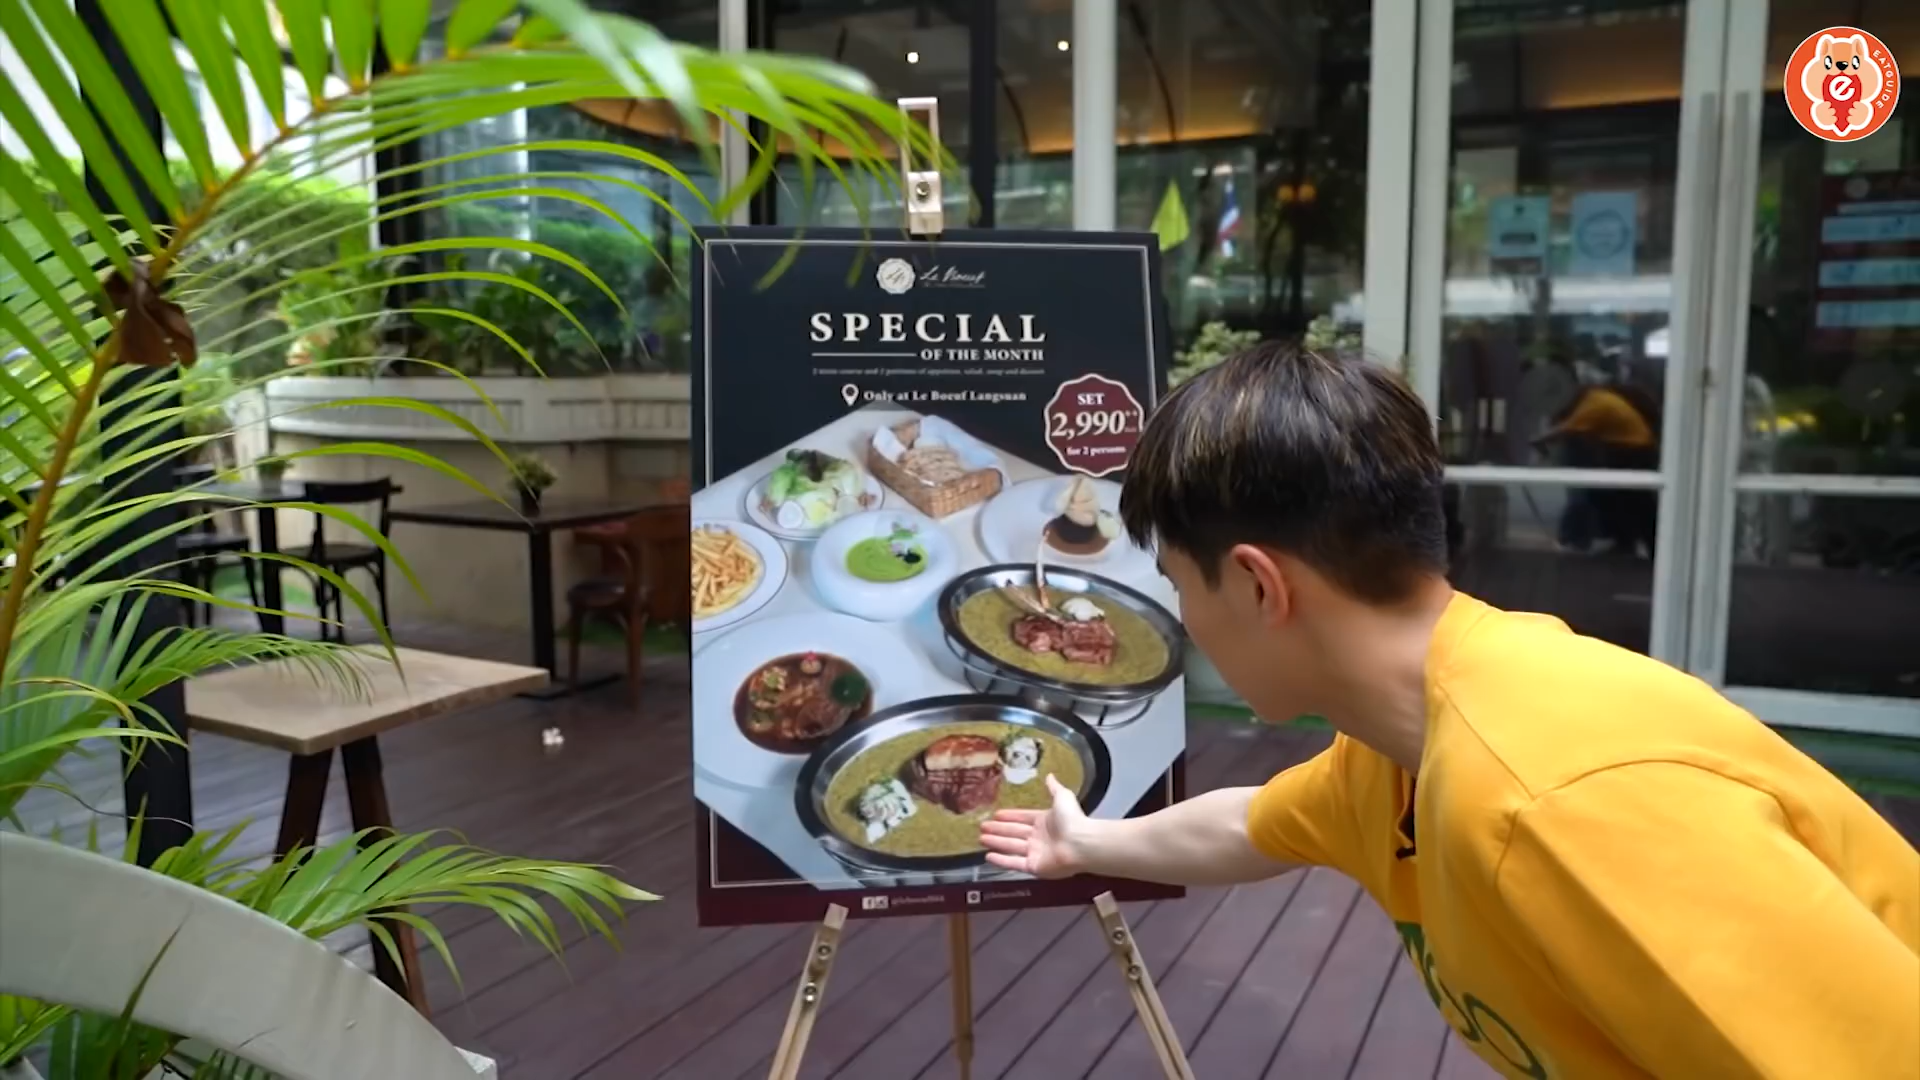 EATGUIDE
e
Le Boeuf
SPECIAL
OF THE MONTH
Only at Le Boeuf Langsuan
SET
2,990**
for 2 persons